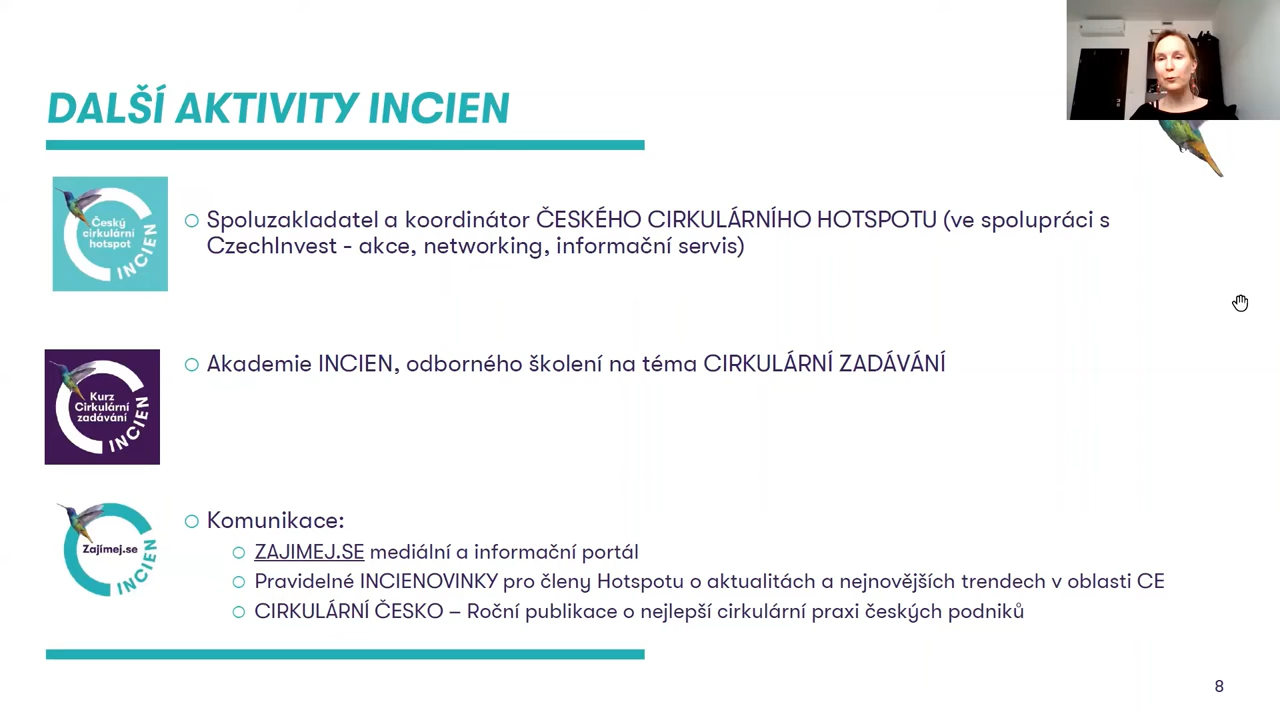 DALŠÍ AKTIVITY INCIEN
Český
cirkulární
hotspot
INCIEN
Spoluzakladatel a koordinátor ČESKÉHO CIRKULÁRNÍHO HOTSPOTU (ve spolupráci s
CzechInvest - akce, networking, informační servis)
Kurz
Cirkulární
zadávání
INCIEN
Akademie INCIEN, odborného školení na téma CIRKULÁRNÍ ZADÁVÁNÍ
Zajímej.se
INCIEN
Komunikace:
ZAJIMEJ.SE mediální a informační portál
Pravidelné INCIENOVINKY pro členy Hotspotu o aktualitách a nejnovějších trendech v oblasti CE
CIRKULÁRNÍ ČESKO – Roční publikace o nejlepší cirkulární praxi českých podniků
8